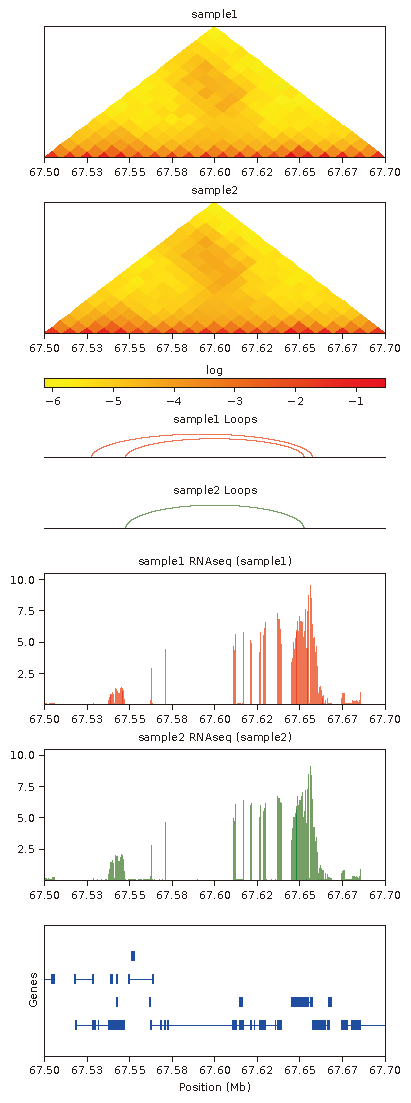 sample1
67.50 67.53 67.55 67.58 67.60 67.62 67.65 67.67 67.70
sample2
67.50 67.53 67.55 67.58 67.60 67.62 67.65 67.67 67.70
log
−6 −5 −4 −3 −2 −1
sample1 Loops
sample2 Loops
sample1 RNAseq (sample1)
10.0
7.5
5.0
2.5
67.50 67.53 67.55 67.58 67.60 67.62 67.65 67.67 67.70
sample2 RNAseq (sample2)
10.0
7.5
5.0
2.5
67.50 67.53 67.55 67.58 67.60 67.62 67.65 67.67 67.70
Genes
67.50 67.53 67.55 67.58 67.60 67.62 67.65 67.67 67.70
Position (Mb)